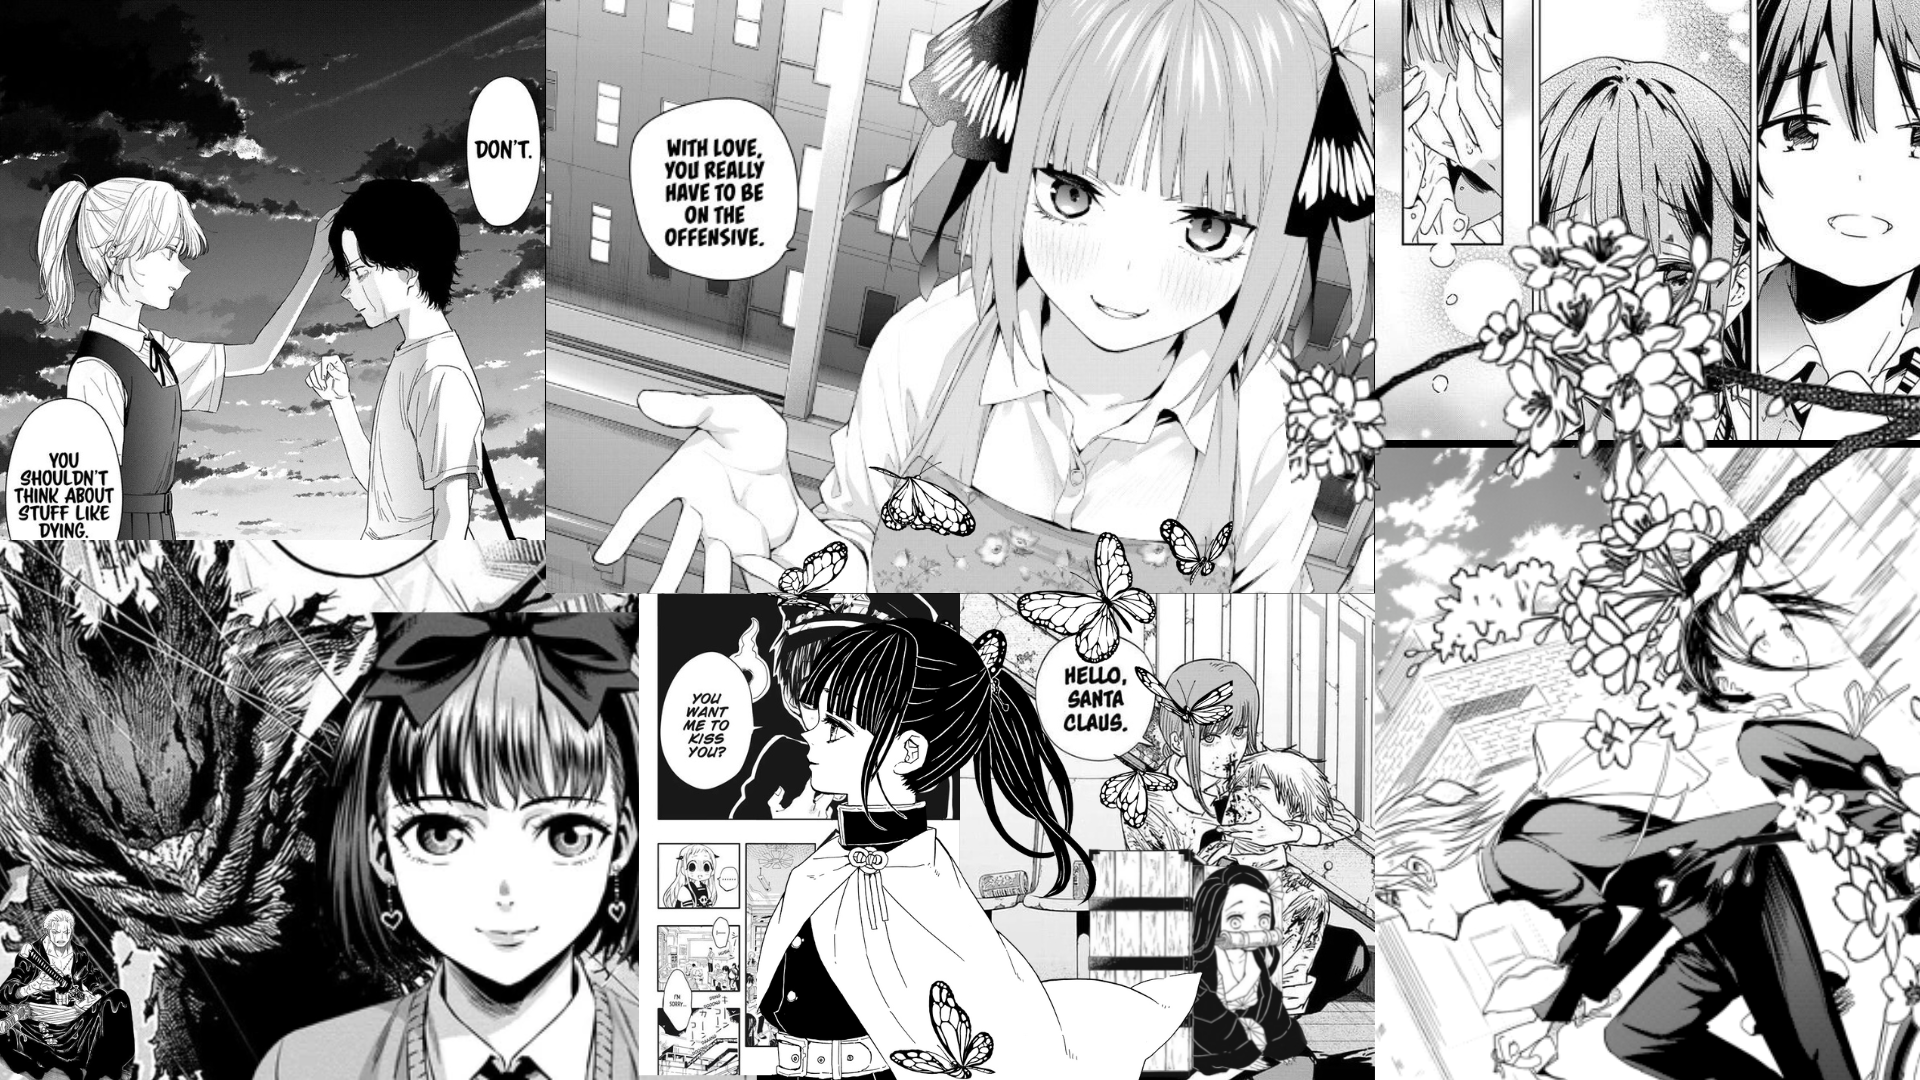 DON'T.
YOU
SHOULDN'T
THINK ABOUT
STUFF LIKE
DYING.
WITH LOVE,
YOU REALLY
HAVE TO BE
ON THE
OFFENSIVE.
YOU
WANT
ME TO
KISS
YOU?
HELLO,
SANTA
CLAUS.
I'M
SORRY...